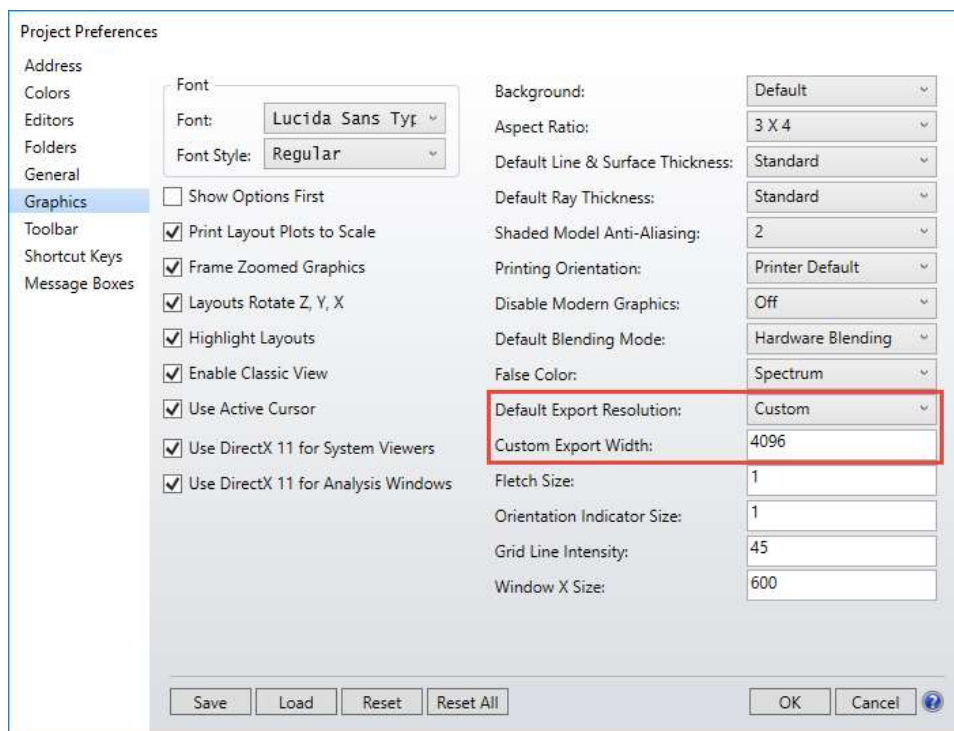 Project Preferences
Address
Colors
Editors
Folders
General
Graphics
Toolbar
Shortcut Keys
Message Boxes
Font
Font: Lucida Sans Typ
Font Style: Regular
Show Options First
Print Layout Plots to Scale
Frame Zoomed Graphics
Layouts Rotate Z, Y, X
Highlight Layouts
Enable Classic View
Use Active Cursor
Use DirectX 11 for System Viewers
Use DirectX 11 for Analysis Windows
Background: Default
Aspect Ratio: 3 X 4
Default Line & Surface Thickness: Standard
Default Ray Thickness: Standard
Shaded Model Anti-Aliasing: 2
Printing Orientation: Printer Default
Disable Modern Graphics: Off
Default Blending Mode: Hardware Blending
False Color: Spectrum
Default Export Resolution: Custom
Custom Export Width: 4096
Fletch Size: 1
Orientation Indicator Size: 1
Grid Line Intensity: 45
Window X Size: 600
Save Load Reset Reset All OK Cancel ?